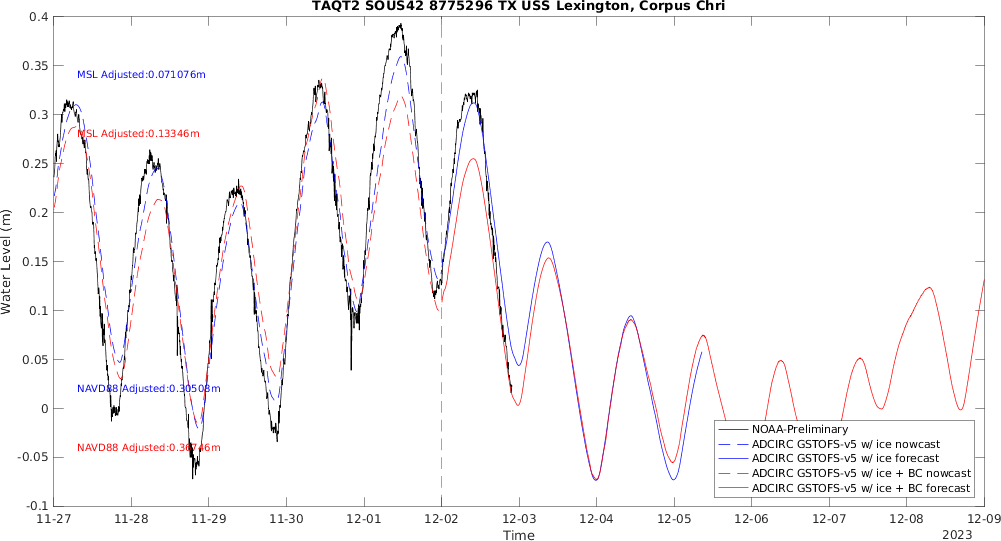 TAQT2 SOUS42 8775296 TX USS Lexington, Corpus Chri
0.4
0.35
0.3
0.25
0.2
0.15
0.1
0.05
0
-0.05
-0.1
Water Level (m)
MSL Adjusted:0.071076m
MSL Adjusted:0.13346m
NAVD88 Adjusted:0.30508m
NAVD88 Adjusted:0.36746m
NOAA-Preliminary
ADCIRC GSTOFS-v5 w/ ice nowcast
ADCIRC GSTOFS-v5 w/ ice forecast
ADCIRC GSTOFS-v5 w/ ice + BC nowcast
ADCIRC GSTOFS-v5 w/ ice + BC forecast
11-27 11-28 11-29 11-30 12-01 12-02 12-03 12-04 12-05 12-06 12-07 12-08 12-09
Time
2023